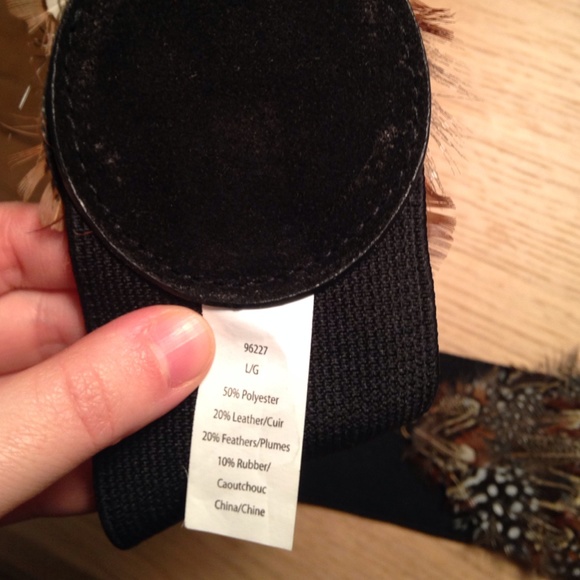 96227
L/G
50% Polyester
20% Leather/Cuir
20% Feathers/Plumes
10% Rubber/
Caoutchouc
China/Chine